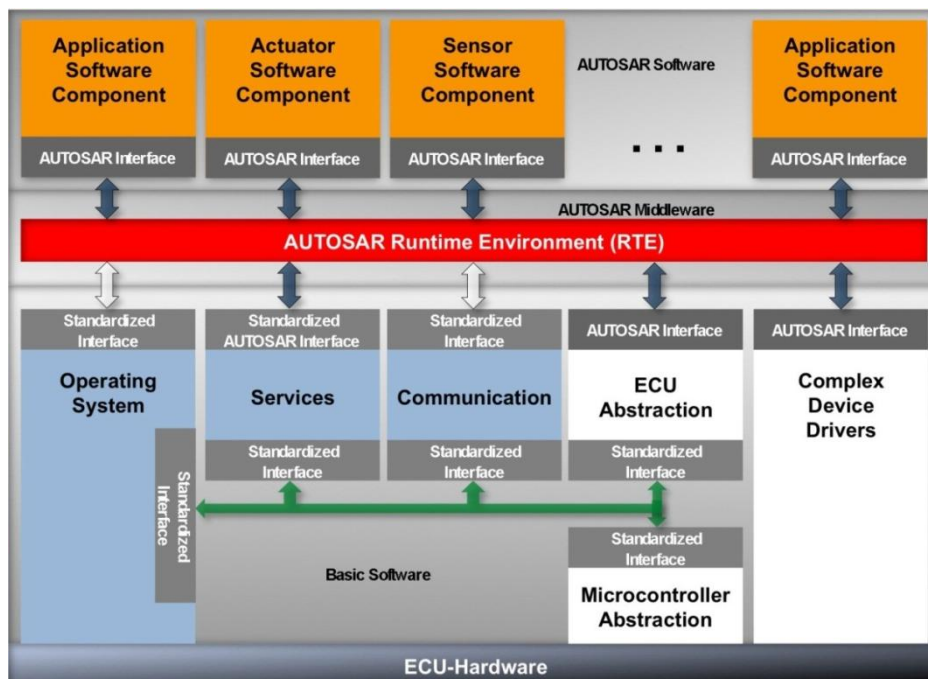 Application
Software
Component
AUTOSAR Interface
Actuator
Software
Component
AUTOSAR Interface
Sensor
Software
Component
AUTOSAR Interface
AUTOSAR Software
. . .
Application
Software
Component
AUTOSAR Interface
AUTOSAR Middleware
AUTOSAR Runtime Environment (RTE)
Standardized
Interface
Operating
System
Standardized
Interface
Standardized
AUTOSAR Interface
Services
Standardized
Interface
Standardized
Interface
Communication
Standardized
Interface
AUTOSAR Interface
ECU
Abstraction
Standardized
Interface
AUTOSAR Interface
Complex
Device
Drivers
Basic Software
Standardized
Interface
Microcontroller
Abstraction
ECU-Hardware